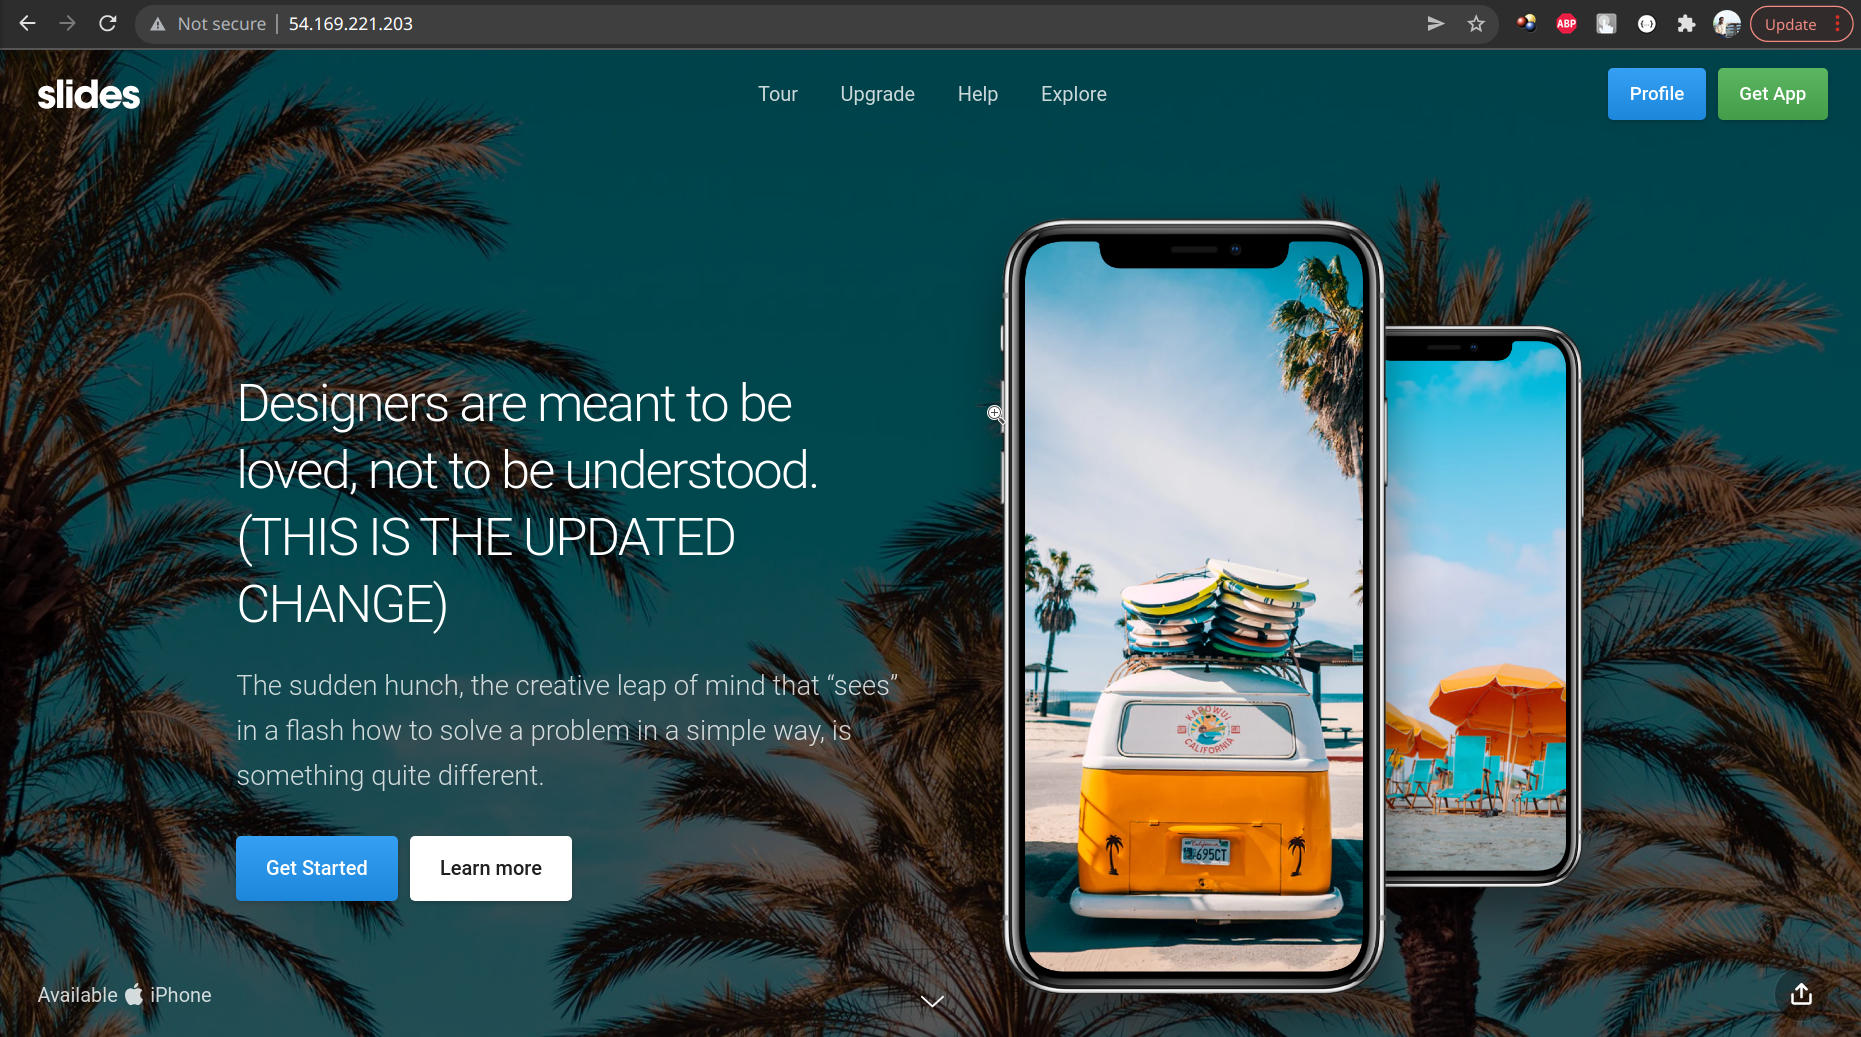 Not secure
54.169.221.203
ABP
Update
slides
Tour
Upgrade
Help
Explore
Profile
Get App
Designers are meant to be
loved, not to be understood.
(THIS IS THE UPDATED
CHANGE)
The sudden hunch, the creative leap of mind that “sees”
in a flash how to solve a problem in a simple way, is
something quite different.
Get Started
Learn more
KAPOWUI
CALIFORNIA
California
695CT
Available iPhone